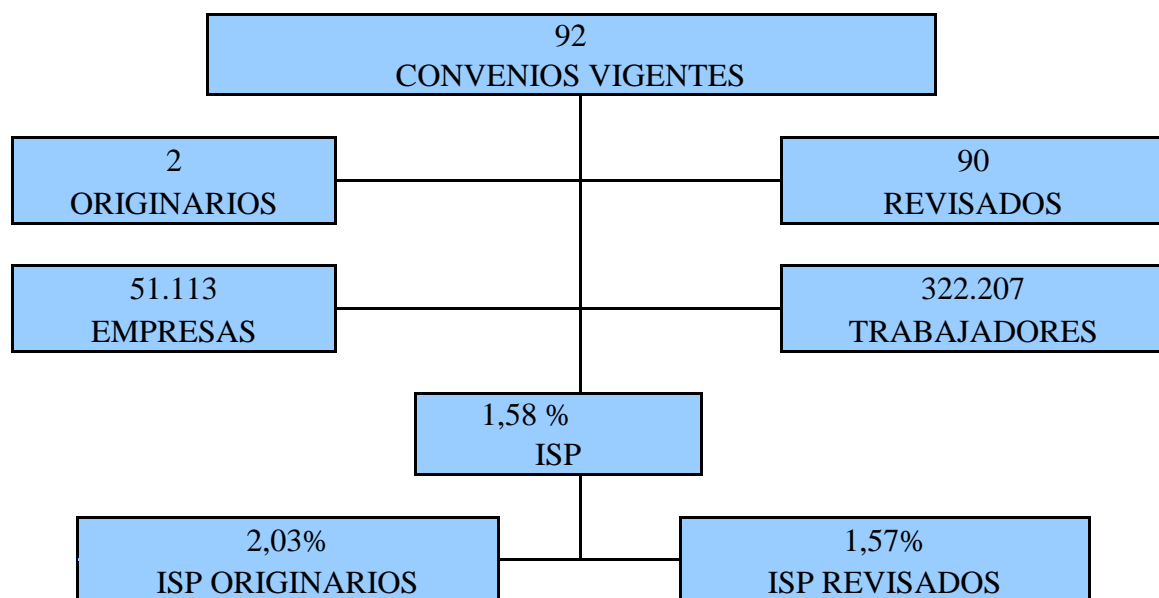 92
CONVENIOS VIGENTES
2
ORIGINARIOS
90
REVISADOS
51.113
EMPRESAS
322.207
TRABAJADORES
1,58 %
ISP
2,03%
ISP ORIGINARIOS
1,57%
ISP REVISADOS